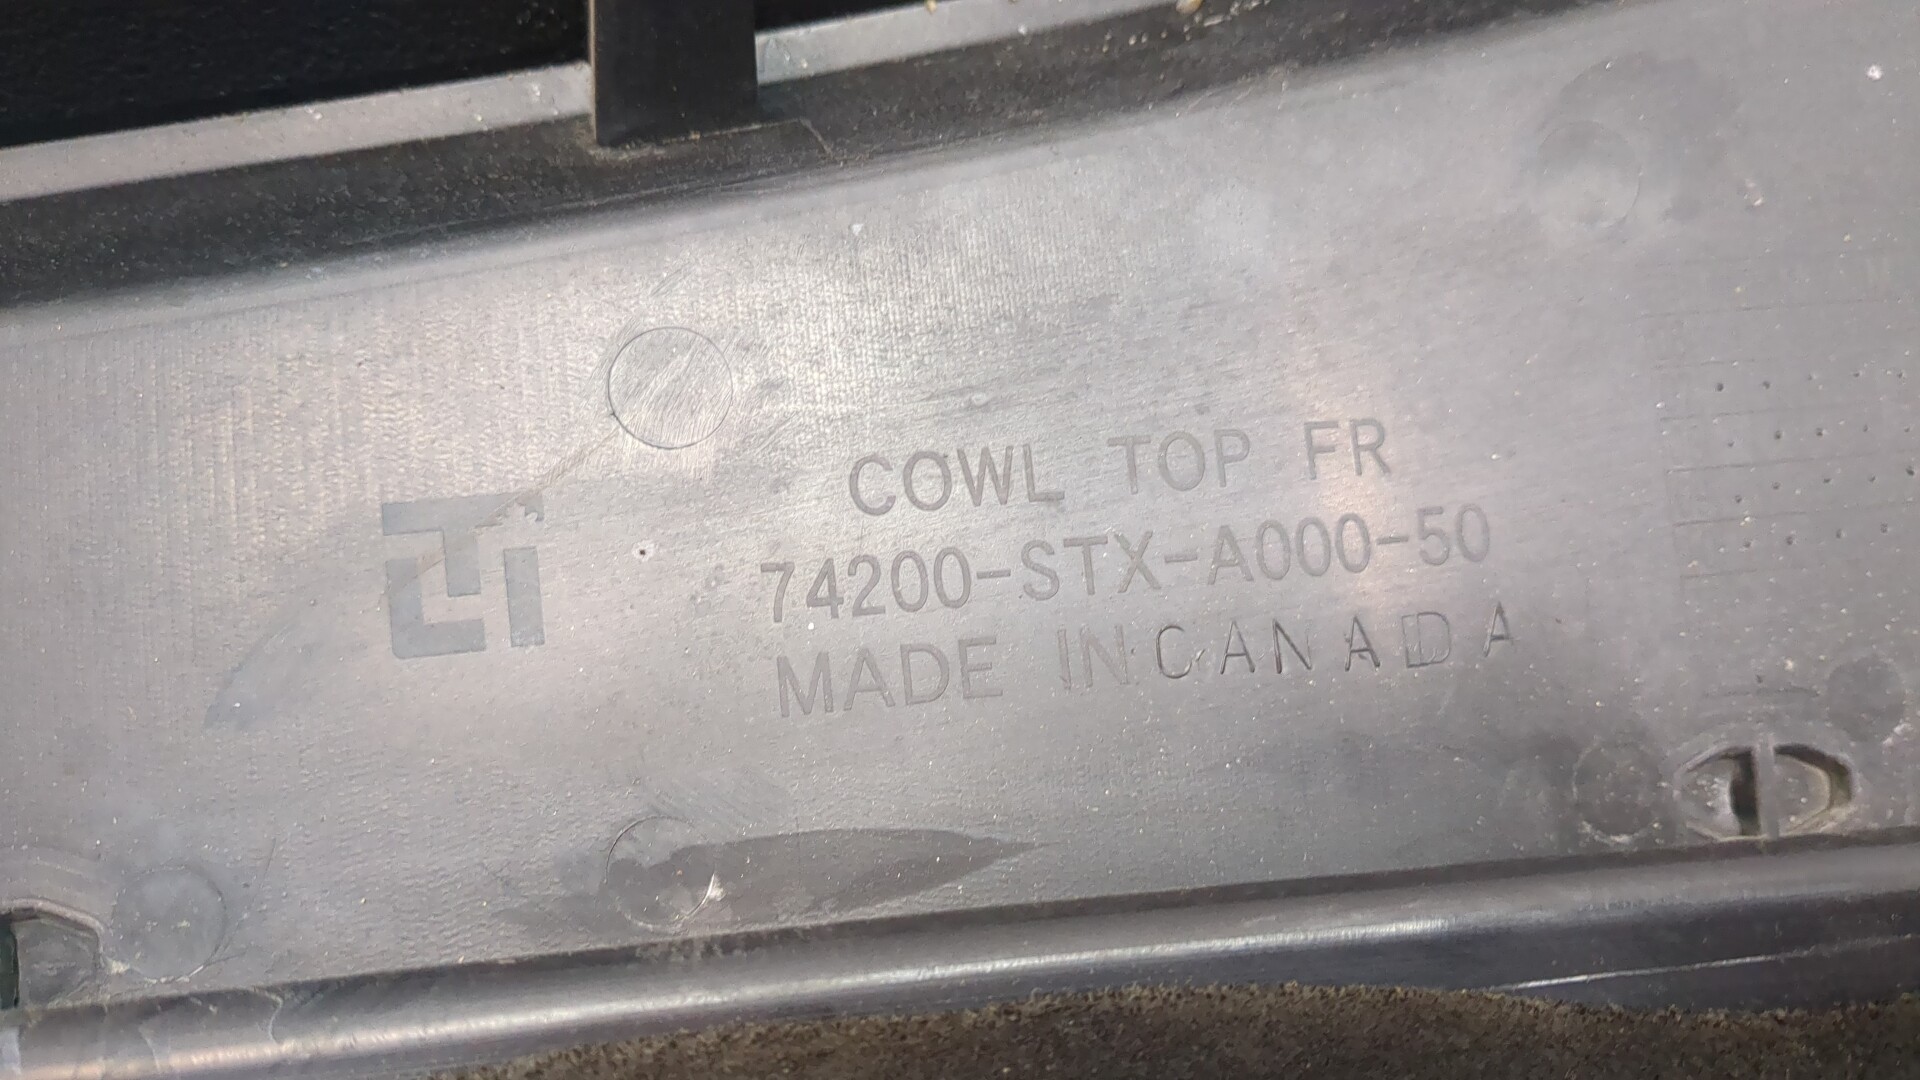 COWL TOP FR
74200-STX-A000-50
MADE IN CANADA